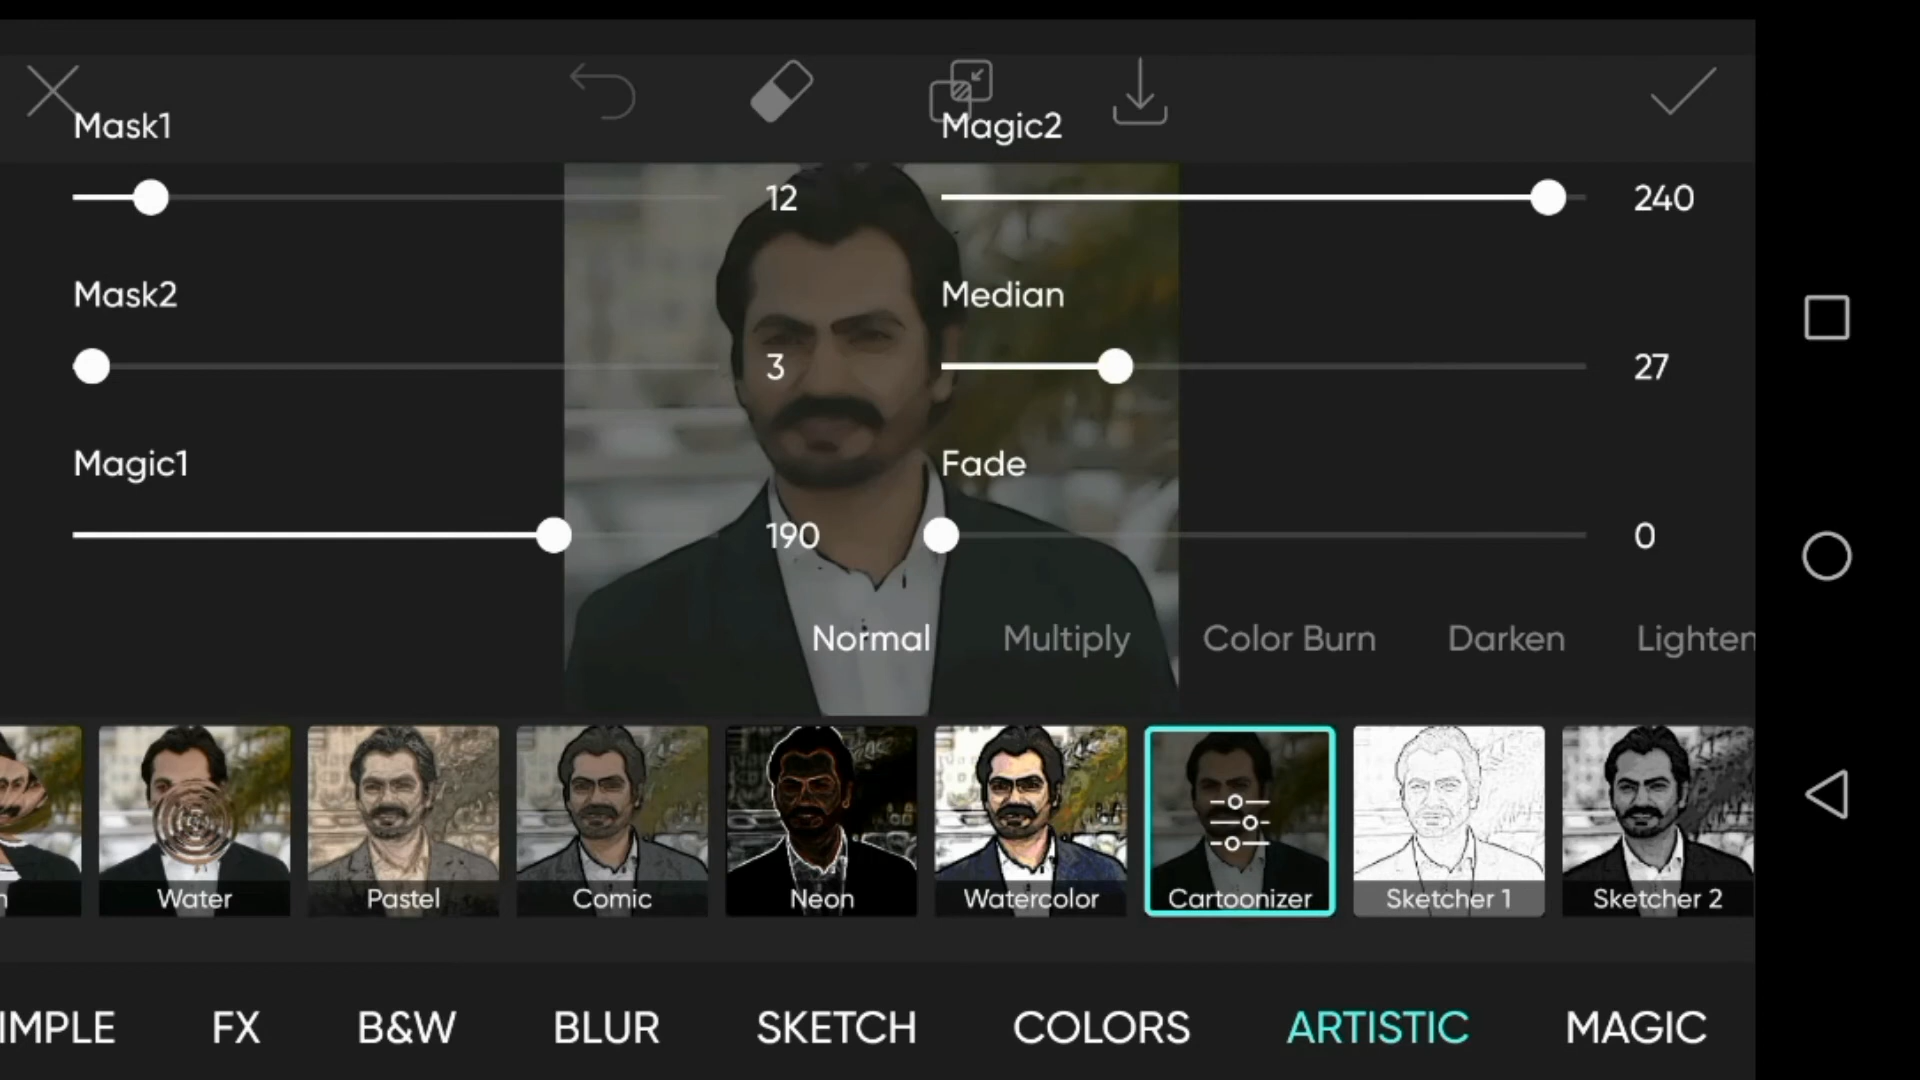 Mask1
12
Magic2
240
Mask2
3
Median
27
Magic1
190
Fade
0
Normal Multiply Color Burn Darken Lighten
n Water Pastel Comic Neon Watercolor Cartoonizer Sketcher 1 Sketcher 2
IMPLE FX B&W BLUR SKETCH COLORS ARTISTIC MAGIC